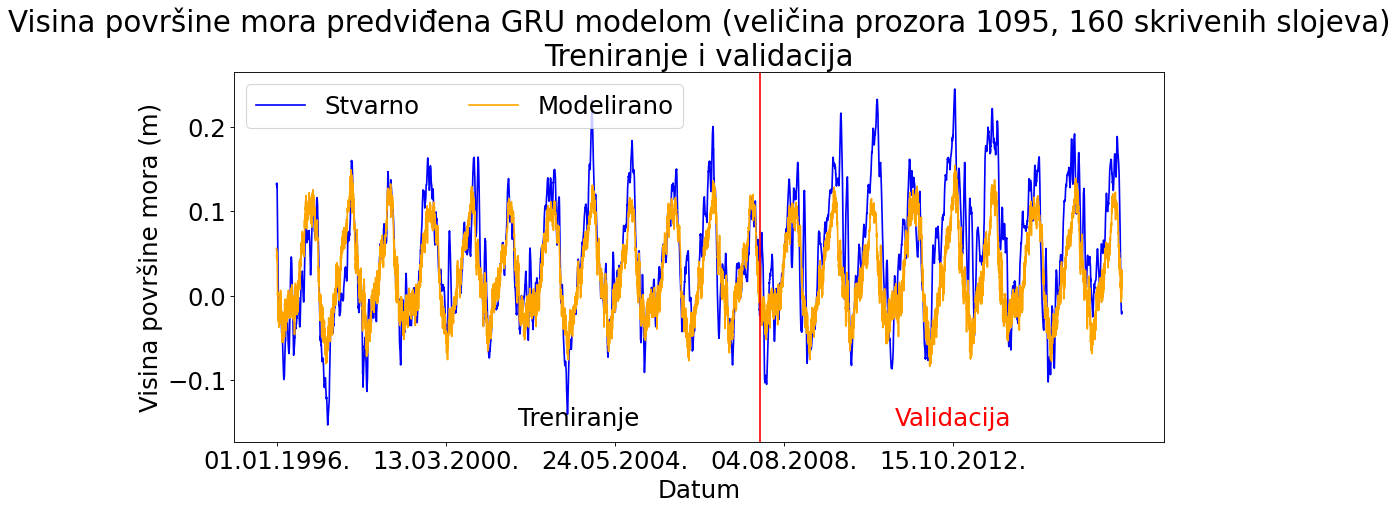 Visina površine mora predviđena GRU modelom (veličina prozora 1095, 160 skrivenih slojeva)
Treniranje i validacija
Stvarno Modelirano
Visina površine mora (m)
0.2
0.1
0.0
−0.1
Treniranje Validacija
01.01.1996. 13.03.2000. 24.05.2004. 04.08.2008. 15.10.2012.
Datum